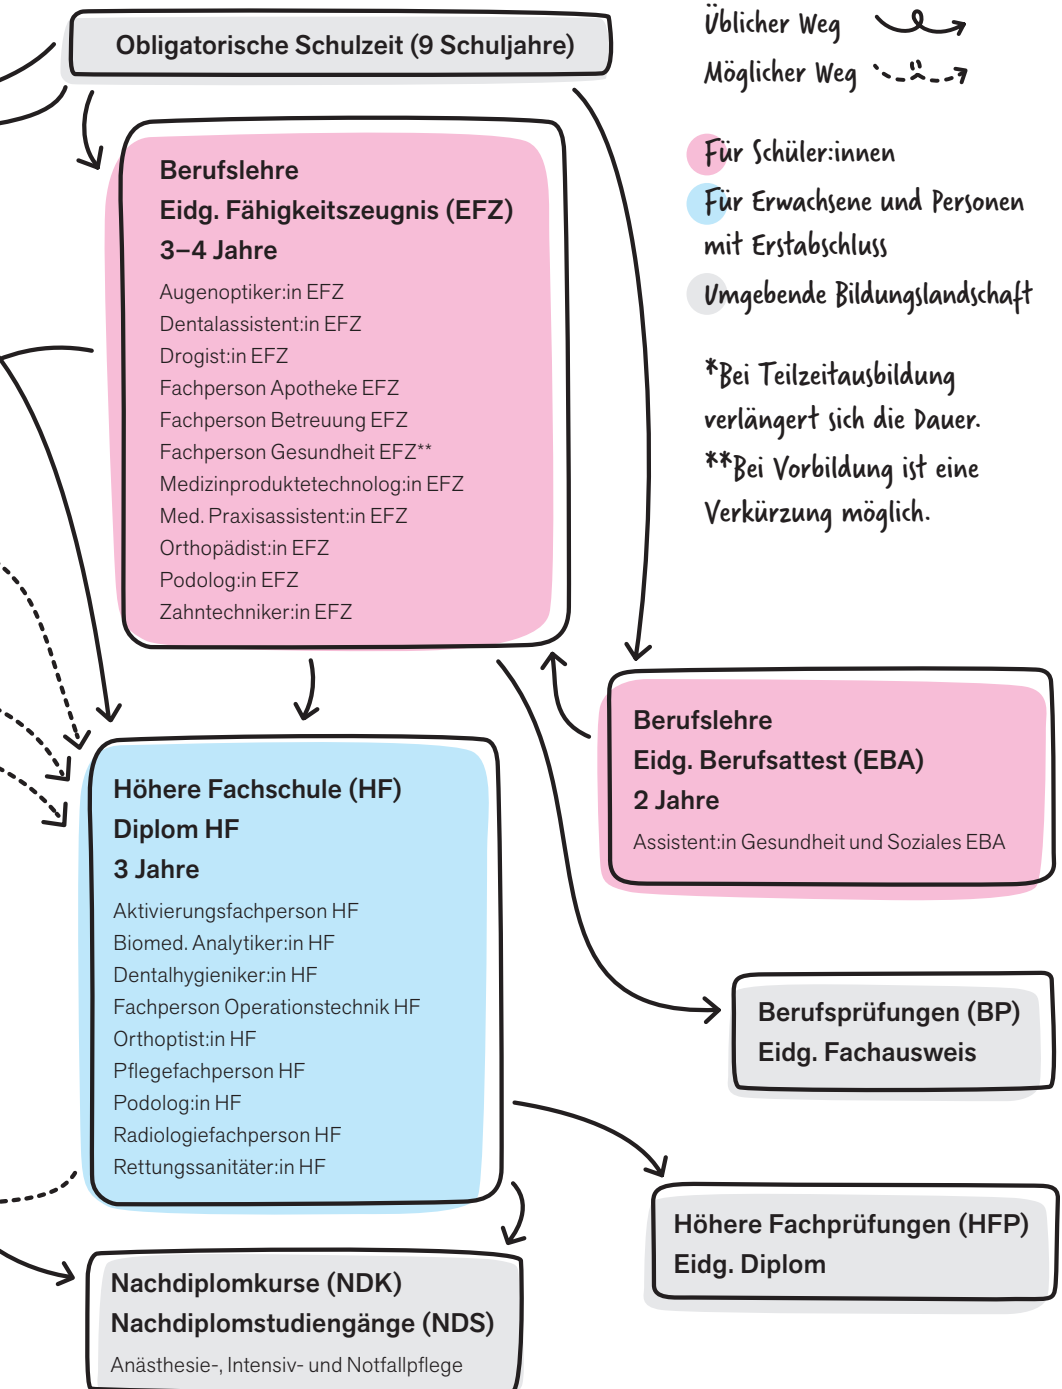 Obligatorische Schulzeit (9 Schuljahre)
Üblicher Weg
Möglicher Weg
Für Schüler:innen
Für Erwachsene und Personen
mit Erstabschluss
Umgebende Bildungslandschaft
*Bei Teilzeitausbildung
verlängert sich die Dauer.
**Bei Vorbildung ist eine
Verkürzung möglich.
Berufslehre
Eidg. Fähigkeitszeugnis (EFZ)
3–4 Jahre
Augenoptiker:in EFZ
Dentalassistent:in EFZ
Drogist:in EFZ
Fachperson Apotheke EFZ
Fachperson Betreuung EFZ
Fachperson Gesundheit EFZ**
Medizinproduktetechnolog:in EFZ
Med. Praxisassistent:in EFZ
Orthopädist:in EFZ
Podolog:in EFZ
Zahntechniker:in EFZ
Berufslehre
Eidg. Berufsattest (EBA)
2 Jahre
Assistent:in Gesundheit und Soziales EBA
Höhere Fachschule (HF)
Diplom HF
3 Jahre
Aktivierungsfachperson HF
Biomed. Analytiker:in HF
Dentalhygieniker:in HF
Fachperson Operationstechnik HF
Orthoptist:in HF
Pflegefachperson HF
Podolog:in HF
Radiologiefachperson HF
Rettungssanitäter:in HF
Berufsprüfungen (BP)
Eidg. Fachausweis
Höhere Fachprüfungen (HFP)
Eidg. Diplom
Nachdiplomkurse (NDK)
Nachdiplomstudiengänge (NDS)
Anästhesie-, Intensiv- und Notfallpflege